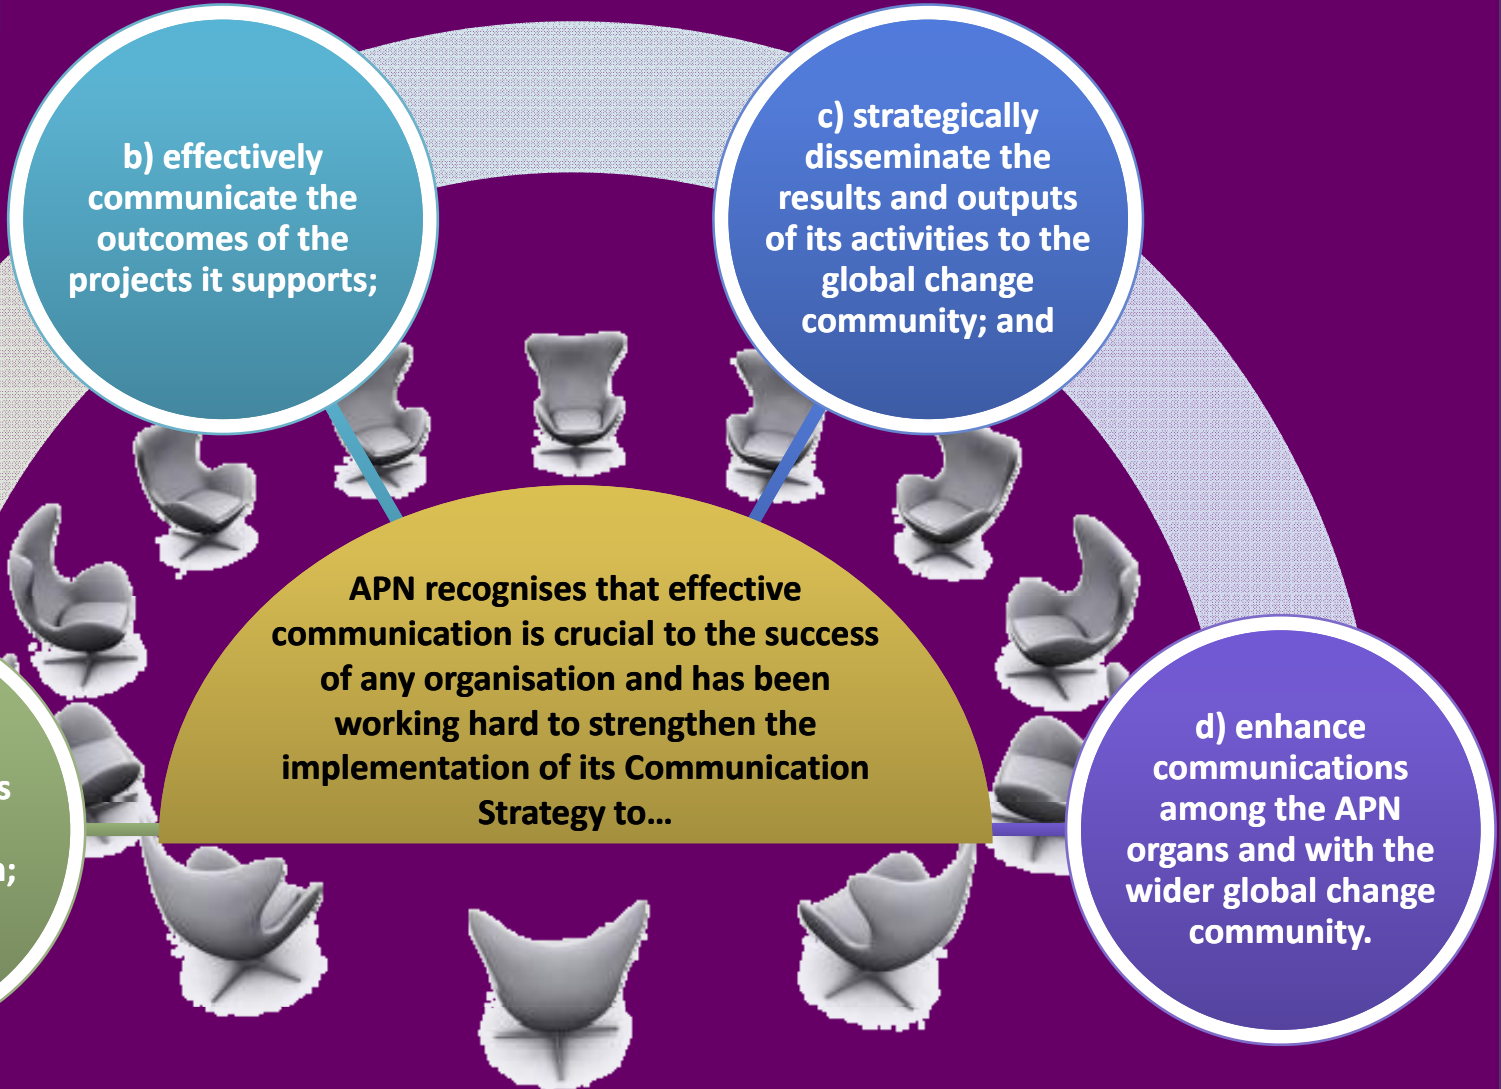 b) effectively
communicate the
outcomes of the
projects it supports;
c) strategically
disseminate the
results and outputs
of its activities to the
global change
community; and
APN recognises that effective
communication is crucial to the success
of any organisation and has been
working hard to strengthen the
implementation of its Communication
Strategy to…
d) enhance
communications
among the APN
organs and with the
wider global change
community.